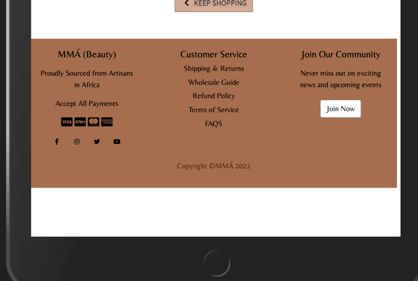 KEEP SHOPPING
MMÁ (Beauty)
Proudly Sourced from Artisans
in Africa
Accept All Payments
VISA
Customer Service
Shipping & Returns
Wholesale Guide
Refund Policy
Terms of Service
FAQS
Join Our Community
Never miss out on exciting
news and upcoming events
Join Now
Copyright ©MMÁ 2022